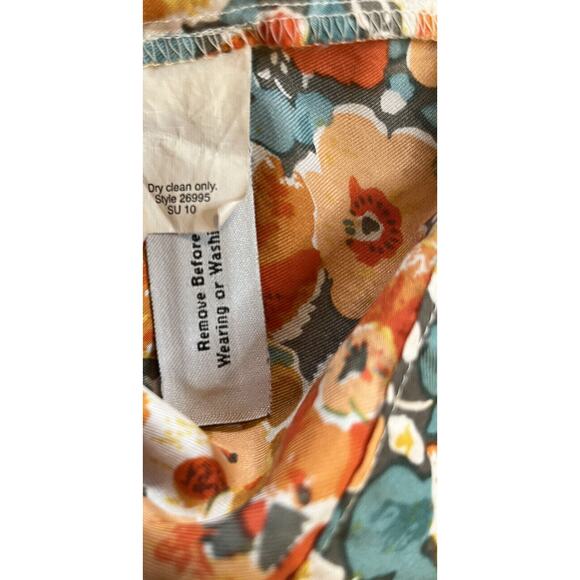 Dry clean only.
Style 26995
SU 10
Remove Before
Wearing or Washi